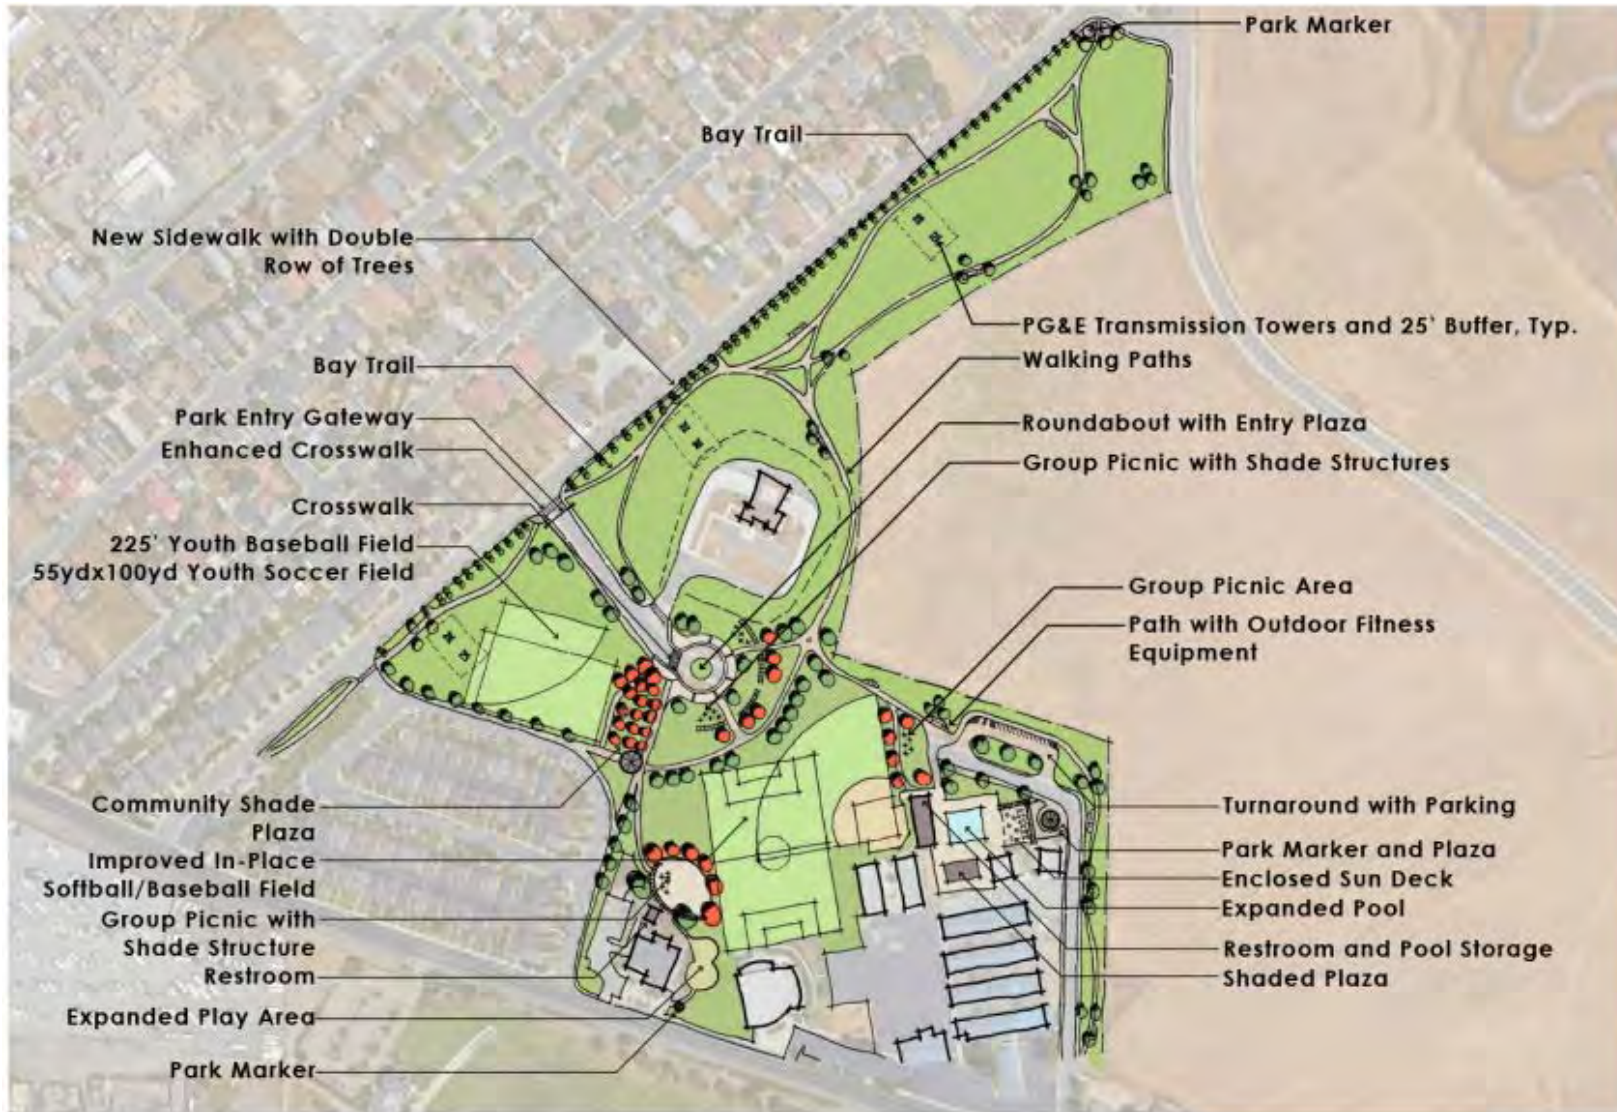 Park Marker
Bay Trail
New Sidewalk with Double
Row of Trees
PG&E Transmission Towers and 25' Buffer, Typ.
Walking Paths
Bay Trail
Park Entry Gateway
Enhanced Crosswalk
Roundabout with Entry Plaza
Group Picnic with Shade Structures
Crosswalk
225' Youth Baseball Field
55ydx100yd Youth Soccer Field
Group Picnic Area
Path with Outdoor Fitness
Equipment
Community Shade
Plaza
Improved In-Place
Softball/Baseball Field
Group Picnic with
Shade Structure
Restroom
Expanded Play Area
Park Marker
Turnaround with Parking
Park Marker and Plaza
Enclosed Sun Deck
Expanded Pool
Restroom and Pool Storage
Shaded Plaza